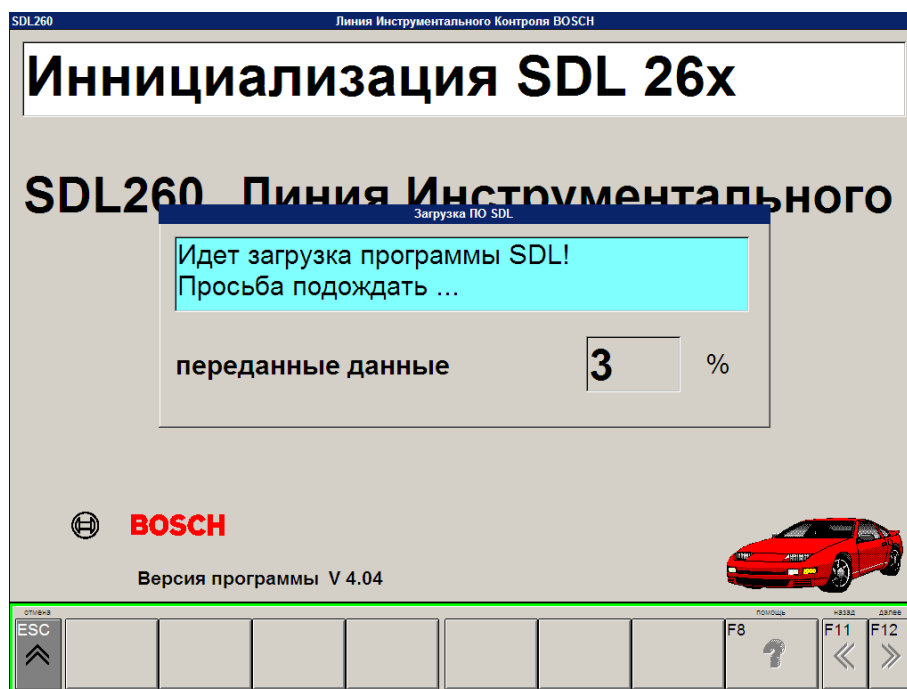 SDL260 Линия Инструментального Контроля BOSCH
Иннициализация SDL 26x
SDL260 Линия Инструментального
Загрузка ПО SDL
Идет загрузка программы SDL!
Просьба подождать ...
переданные данные 3 %
BOSCH
Версия программы V 4.04
отмена помощь назад далее
ESC F8 F11 F12